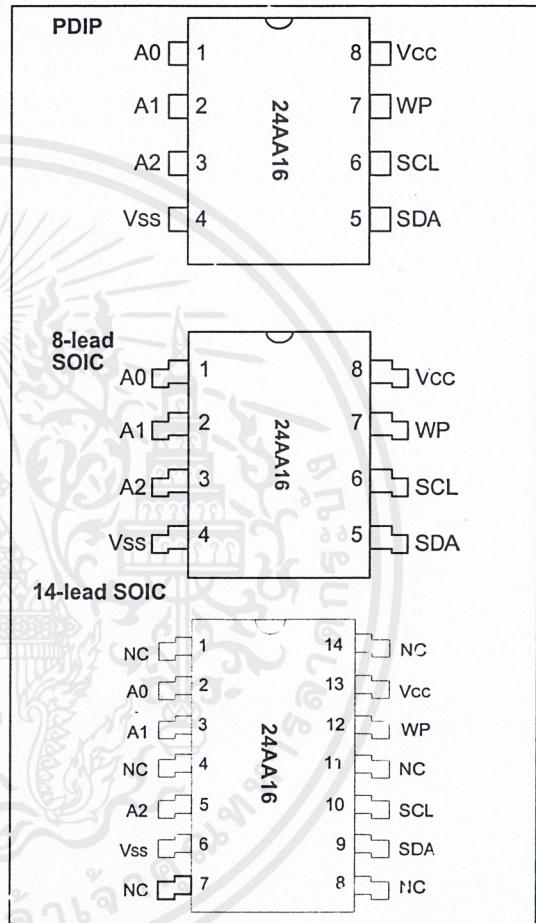 PDIP
A0 1 8 Vcc
A1 2 7 WP
24AA16
A2 3 6 SCL
Vss 4 5 SDA
8-lead
SOIC
A0 1 8 Vcc
A1 2 7 WP
24AA16
A2 3 6 SCL
Vss 4 5 SDA
14-lead SOIC
NC 1 14 NC
A0 2 13 Vcc
A1 3 12 WP
24AA16
NC 4 11 NC
A2 5 10 SCL
Vss 6 9 SDA
NC 7 8 NC